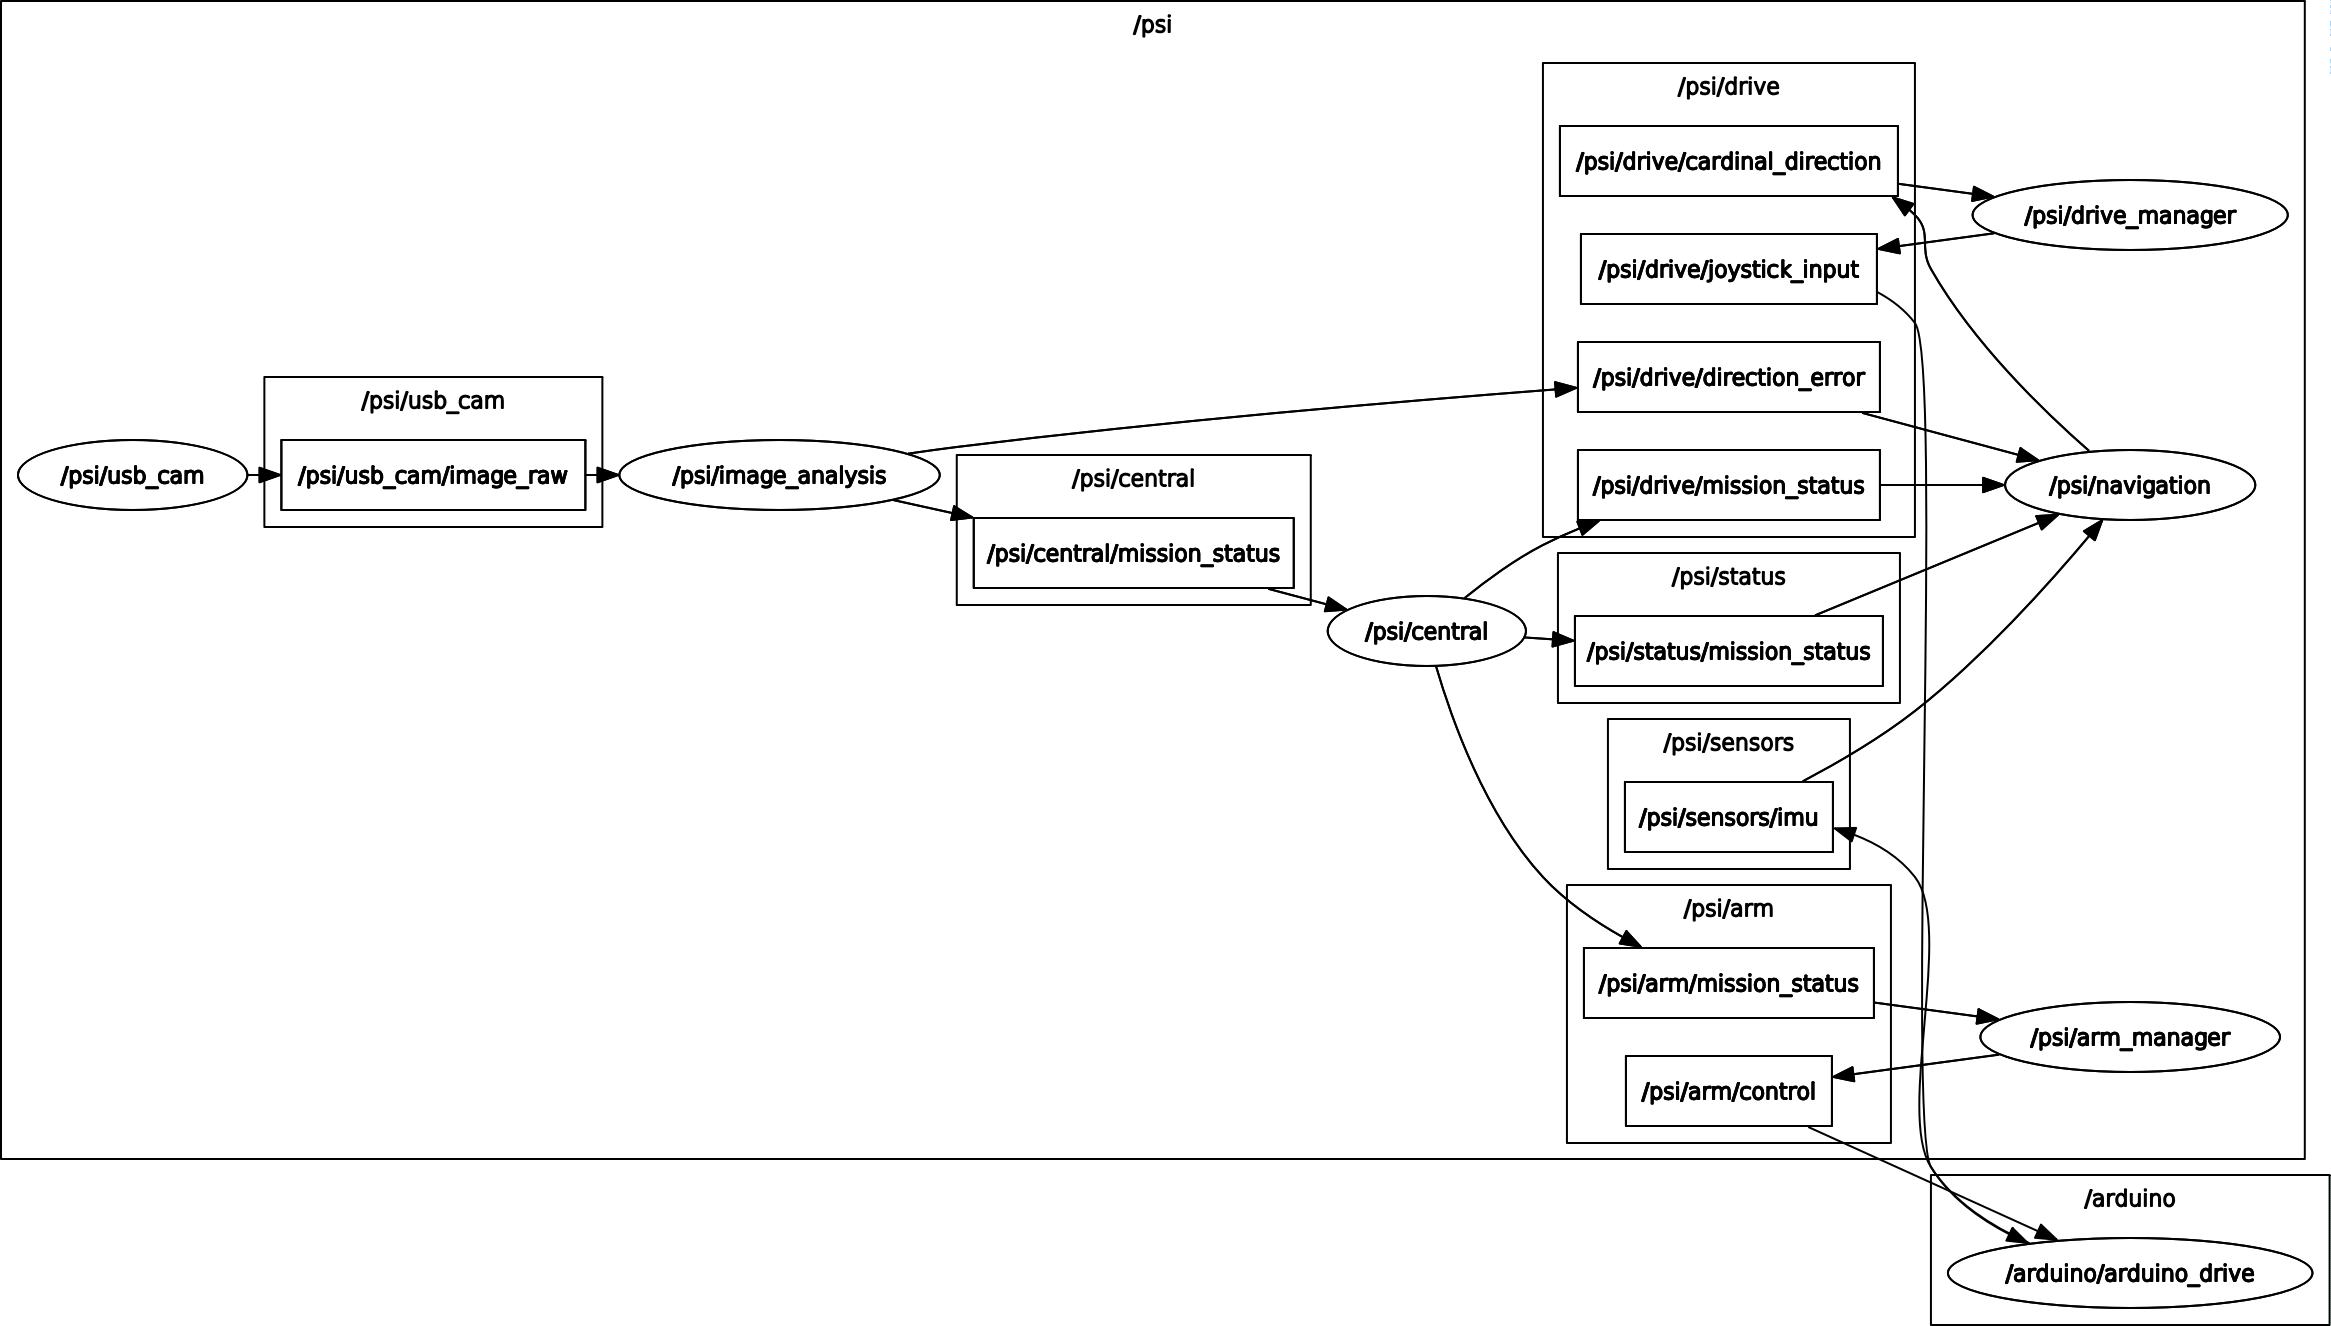 /psi
/psi/drive
/psi/drive/cardinal_direction
/psi/drive_manager
/psi/drive/joystick_input
/psi/drive/direction_error
/psi/usb_cam
/psi/usb_cam
/psi/usb_cam/image_raw
/psi/image_analysis
/psi/central
/psi/drive/mission_status
/psi/navigation
/psi/central/mission_status
/psi/status
/psi/central
/psi/status/mission_status
/psi/sensors
/psi/sensors/imu
/psi/arm
/psi/arm/mission_status
/psi/arm_manager
/psi/arm/control
/arduino
/arduino/arduino_drive